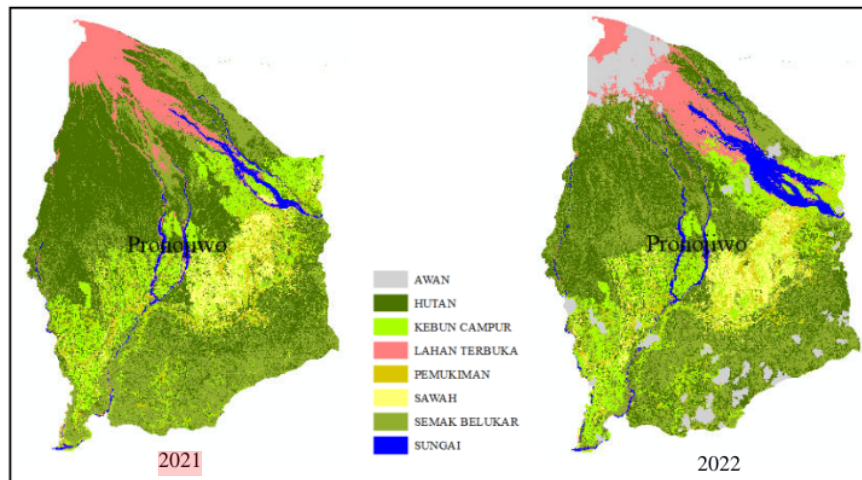 Pronojiwo
Pronojiwo
AWAN
HUTAN
KEBUN CAMPUR
LAHAN TERBUKA
PEMUKIMAN
SAWAH
SEMAK BELUKAR
SUNGAI
2021
2022